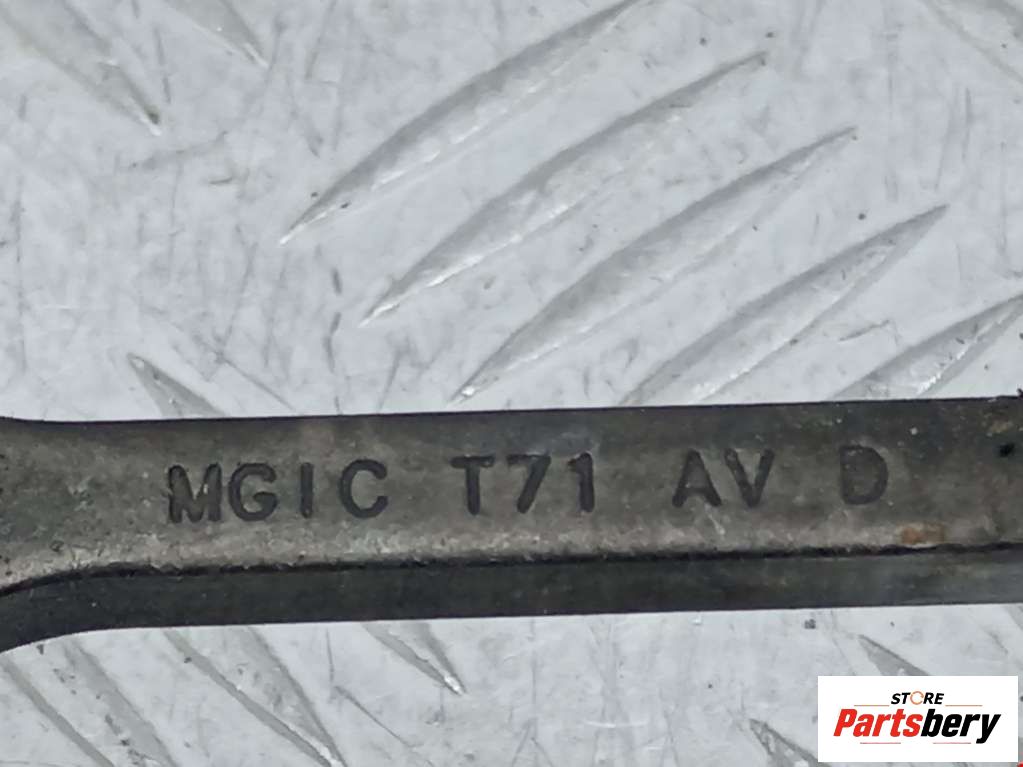 MGIC T71 AV D
STORE
Partsbery